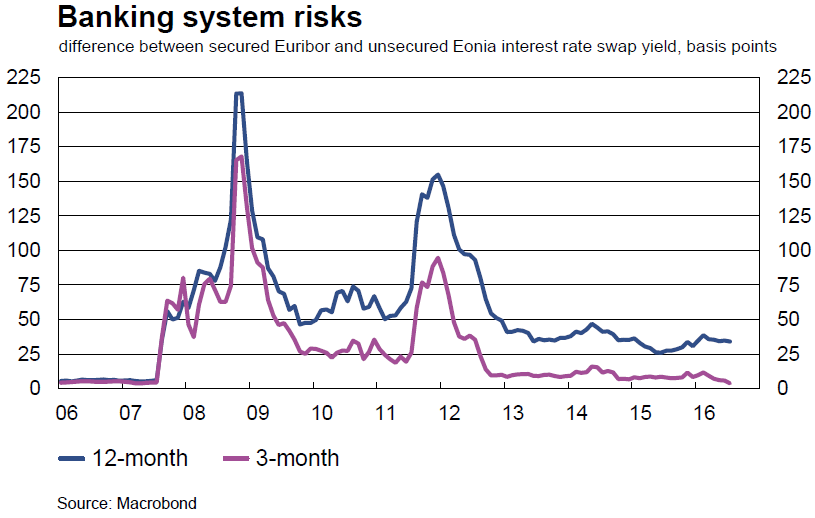 Banking system risks
difference between secured Euribor and unsecured Eonia interest rate swap yield, basis points
225 225
200 200
175 175
150 150
125 125
100 100
75 75
50 50
25 25
0 0
06 07 08 09 10 11 12 13 14 15 16
12-month 3-month
Source: Macrobond